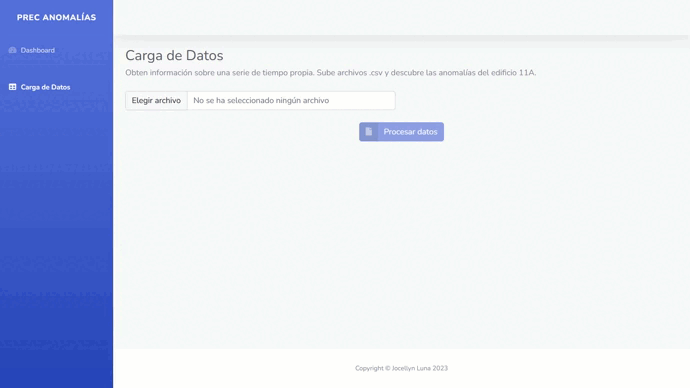 PREC ANOMALÍAS
Dashboard
Carga de Datos
Carga de Datos
Obten información sobre una serie de tiempo propia. Sube archivos .csv y descubre las anomalías del edificio 11A.
Elegir archivo No se ha seleccionado ningún archivo
Procesar datos
Copyright © Jocellyn Luna 2023